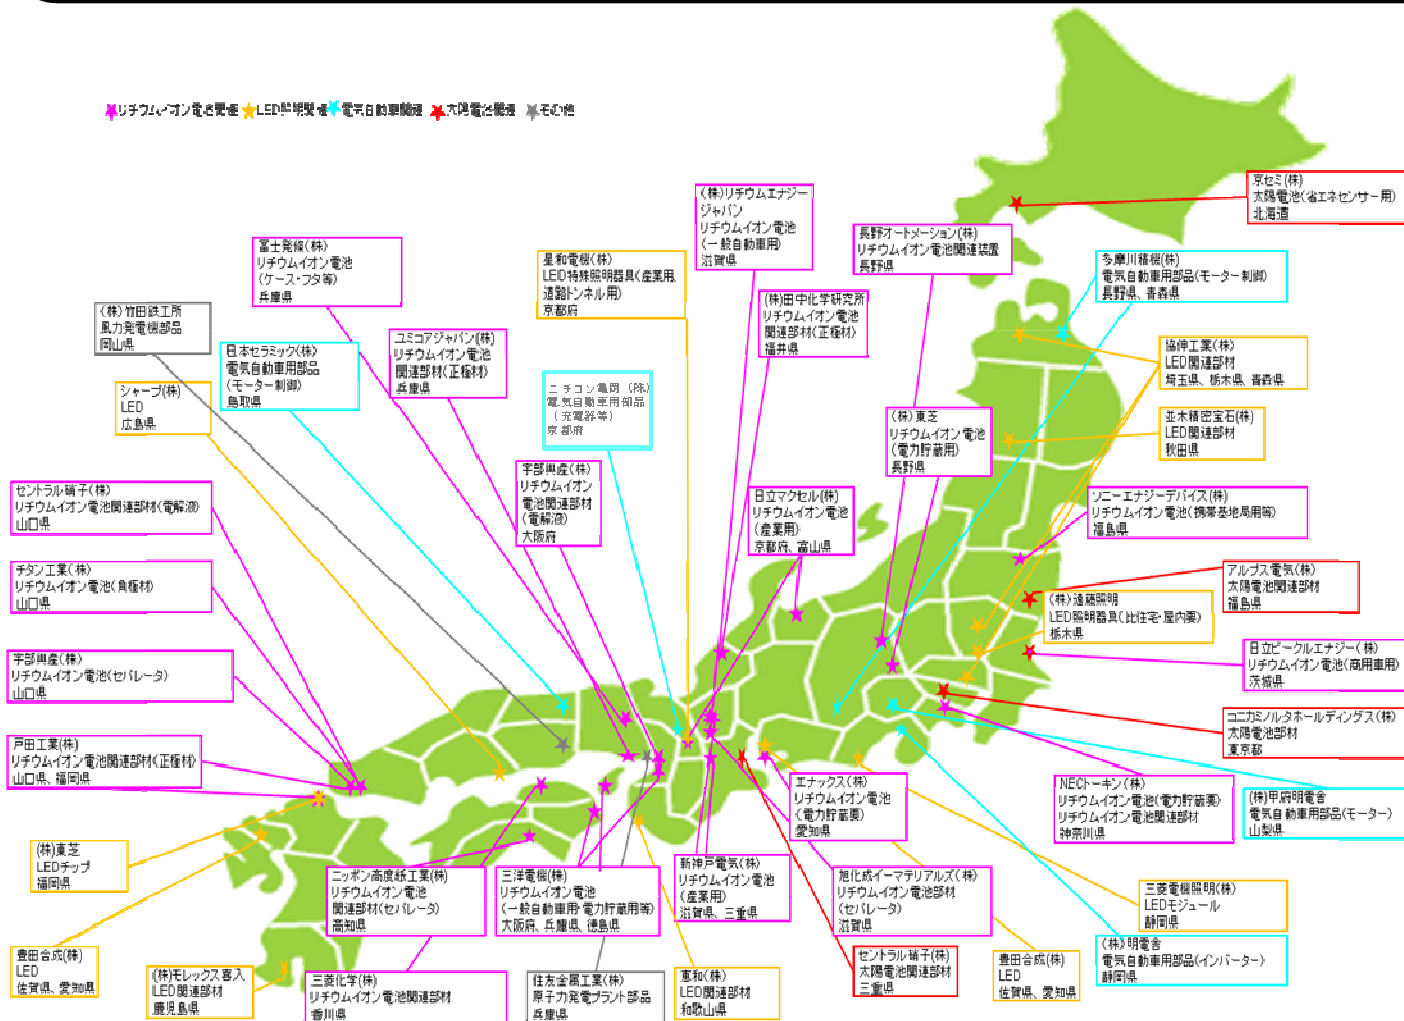 リチウムイオン電池関連 LED照明関連 電気自動車関連 太陽電池関連 その他
京セミ(株)
太陽電池(省エネセンサー用)
北海道
(株)リチウムエナジー
ジャパン
リチウムイオン電池
(一般自動車用)
滋賀県
長野オートメーション(株)
リチウムイオン電池関連装置
長野県
富士発條(株)
リチウムイオン電池
(ケース・フタ等)
兵庫県
星和電機(株)
LED特殊照明器具(産業用、
道路トンネル用)
京都府
多摩川精機(株)
電気自動車用部品(モーター制御)
長野県、青森県
(株)田中化学研究所
リチウムイオン電池
関連部材(正極材)
福井県
(株)竹田鉄工所
風力発電機部品
岡山県
日本セラミック(株)
電気自動車用部品
(モーター制御)
鳥取県
ユミコアジャパン(株)
リチウムイオン電池
関連部材(正極材)
兵庫県
協伸工業(株)
LED関連部材
埼玉県、栃木県、青森県
シャープ(株)
LED
広島県
ニチコン亀岡(株)
電気自動車用部品
(充電器等)
京都府
(株)東芝
リチウムイオン電池
(電力貯蔵用)
長野県
並木精密宝石(株)
LED関連部材
秋田県
宇部興産(株)
リチウムイオン
電池関連部材
(電解液)
大阪府
セントラル硝子(株)
リチウムイオン電池関連部材(電解液)
山口県
日立マクセル(株)
リチウムイオン電池
(産業用)
京都府、富山県
ソニーエナジーデバイス(株)
リチウムイオン電池(携帯基地局用等)
福島県
チタン工業(株)
リチウムイオン電池(負極材)
山口県
アルプス電気(株)
太陽電池関連部材
福島県
(株)遠藤照明
LED照明器具(比住宅・屋内要)
栃木県
宇部興産(株)
リチウムイオン電池(セパレータ)
山口県
日立ビークルエナジー(株)
リチウムイオン電池(商用車用)
茨城県
コニカミノルタホールディングス(株)
太陽電池部材
東京都
戸田工業(株)
リチウムイオン電池関連部材(正極材)
山口県、福岡県
エナックス(株)
リチウムイオン電池
(電力貯蔵要)
愛知県
NECトーキン(株)
リチウムイオン電池(電力貯蔵要)
リチウムイオン電池関連部材
神奈川県
(株)甲府明電舎
電気自動車用部品(モーター)
山梨県
(株)東芝
LEDチップ
福岡県
ニッポン高度紙工業(株)
リチウムイオン電池
関連部材(セパレータ)
高知県
三洋電機(株)
リチウムイオン電池
(一般自動車用・電力貯蔵用等)
大阪府、兵庫県、徳島県
新神戸電気(株)
リチウムイオン電池
(産業用)
滋賀県、三重県
旭化成イーマテリアルズ(株)
リチウムイオン電池部材
(セパレータ)
滋賀県
三菱電機照明(株)
LEDモジュール
静岡県
(株)明電舎
電気自動車用部品(インバーター)
静岡県
豊田合成(株)
LED
佐賀県、愛知県
(株)モレックス喜入
LED関連部材
鹿児島県
三菱化学(株)
リチウムイオン電池関連部材
香川県
住友金属工業(株)
原子力発電プラント部品
兵庫県
恵和(株)
LED関連部材
和歌山県
セントラル硝子(株)
太陽電池関連部材
三重県
豊田合成(株)
LED
佐賀県、愛知県